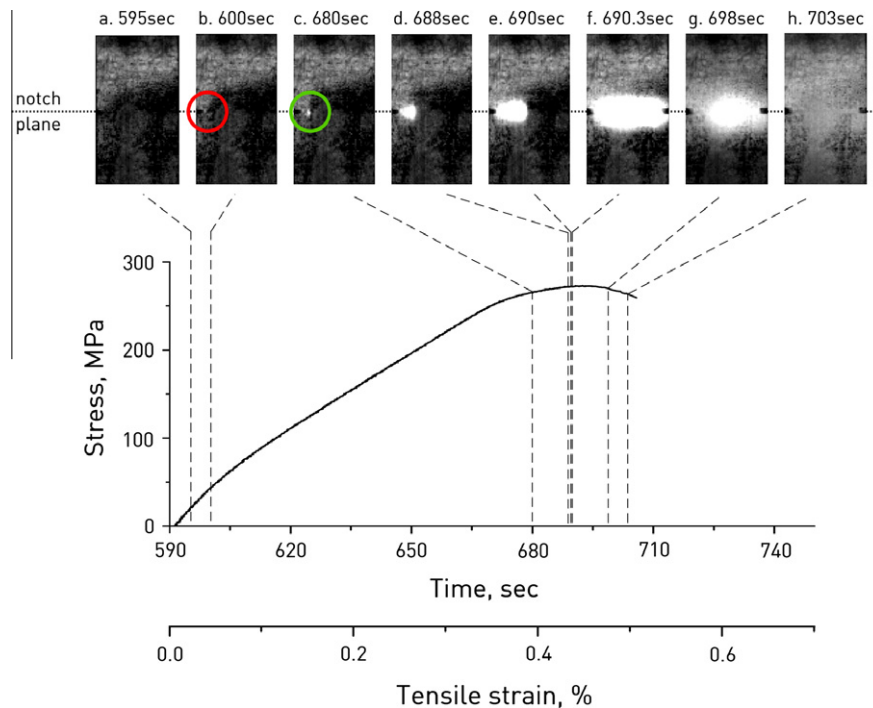 a. 595sec b. 600sec c. 680sec d. 688sec e. 690sec f. 690.3sec g. 698sec h. 703sec
notch
plane
300
200
100
0
Stress, MPa
590 620 650 680 710 740
Time, sec
0.0 0.2 0.4 0.6
Tensile strain, %